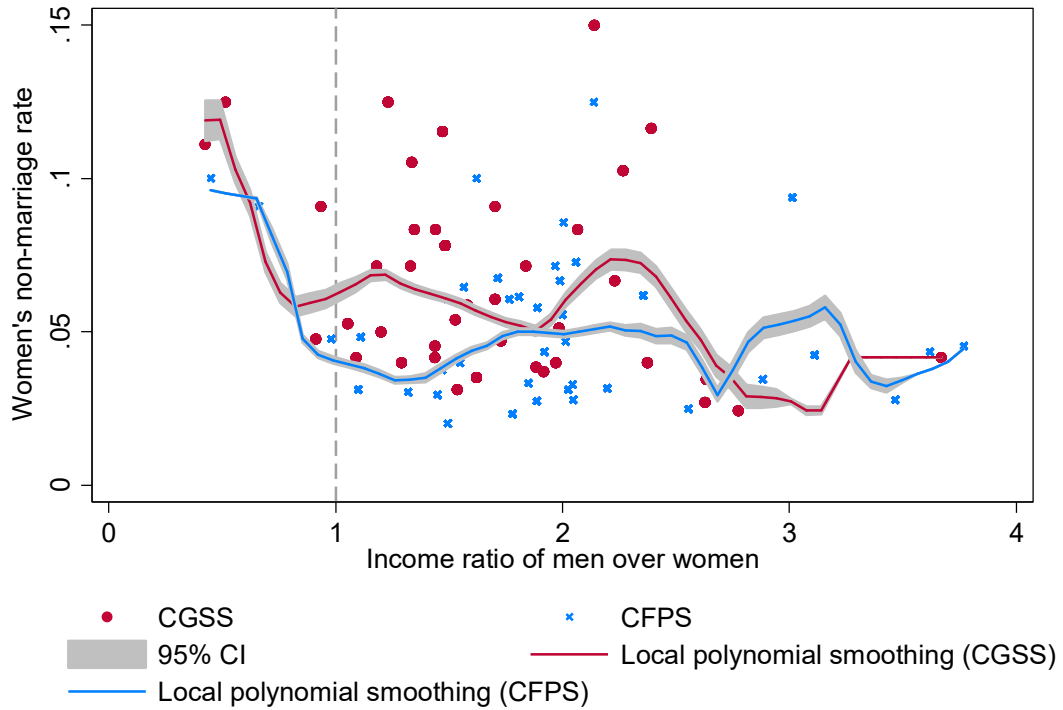 Women's non-marriage rate
.15
.1
.05
0
0 1 2 3 4
Income ratio of men over women
CGSS CFPS
95% CI Local polynomial smoothing (CGSS)
Local polynomial smoothing (CFPS)